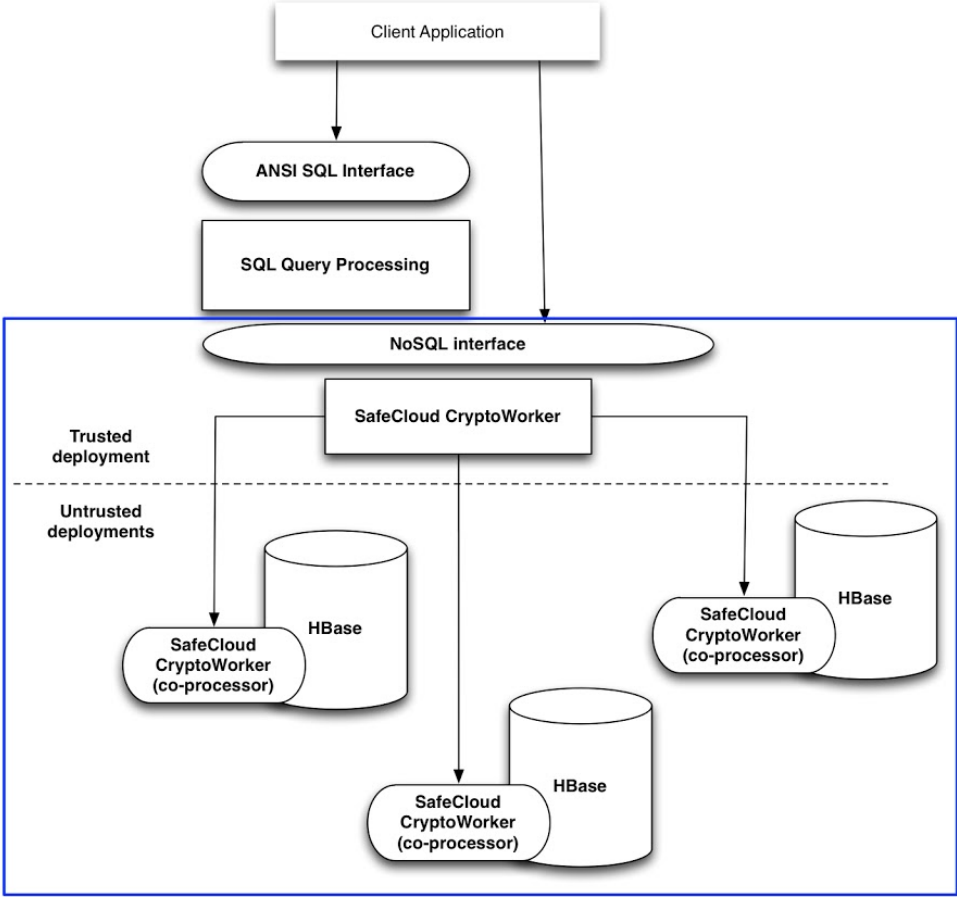 Client Application
ANSI SQL Interface
SQL Query Processing
NoSQL interface
SafeCloud CryptoWorker
Trusted
deployment
Untrusted
deployments
HBase
SafeCloud
CryptoWorker
(co-processor)
HBase
SafeCloud
CryptoWorker
(co-processor)
HBase
SafeCloud
CryptoWorker
(co-processor)